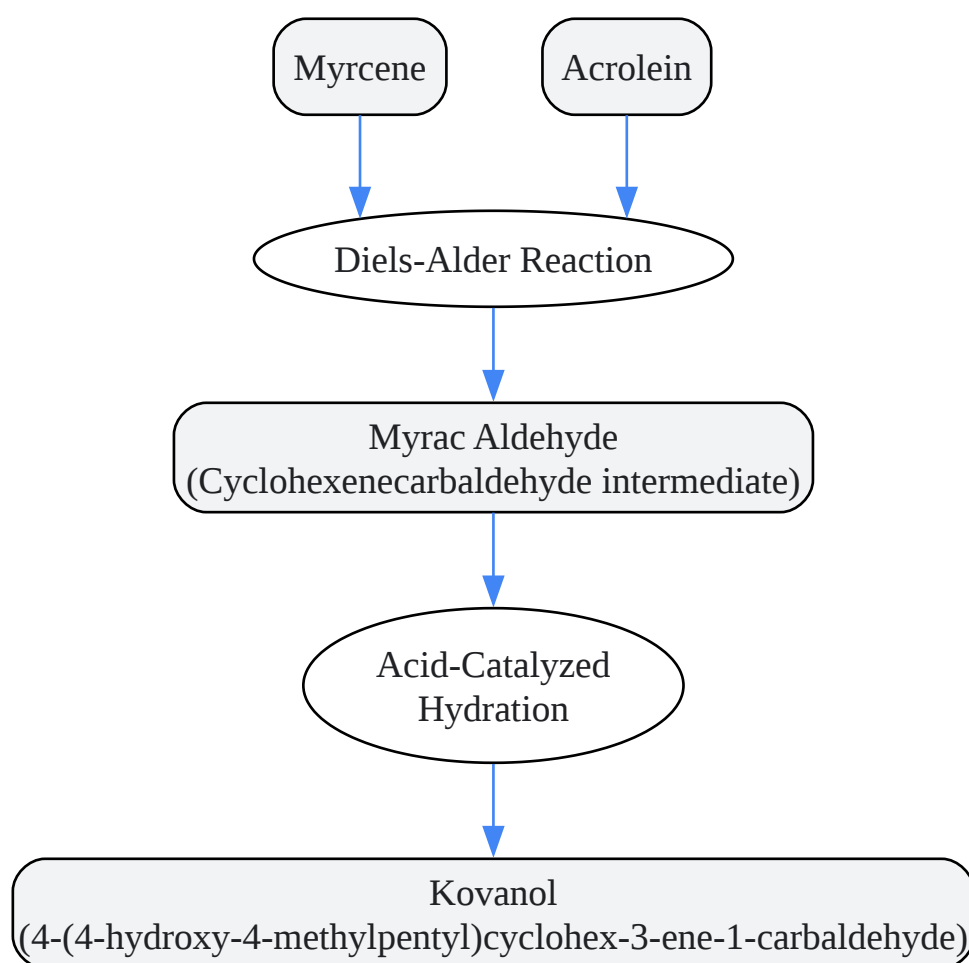 Myrcene
Acrolein
Diels-Alder Reaction
Myrac Aldehyde
(Cyclohexenecarbaldehyde intermediate)
Acid-Catalyzed
Hydration
Kovanol
(4-(4-hydroxy-4-methylpentyl)cyclohex-3-ene-1-carbaldehyde)